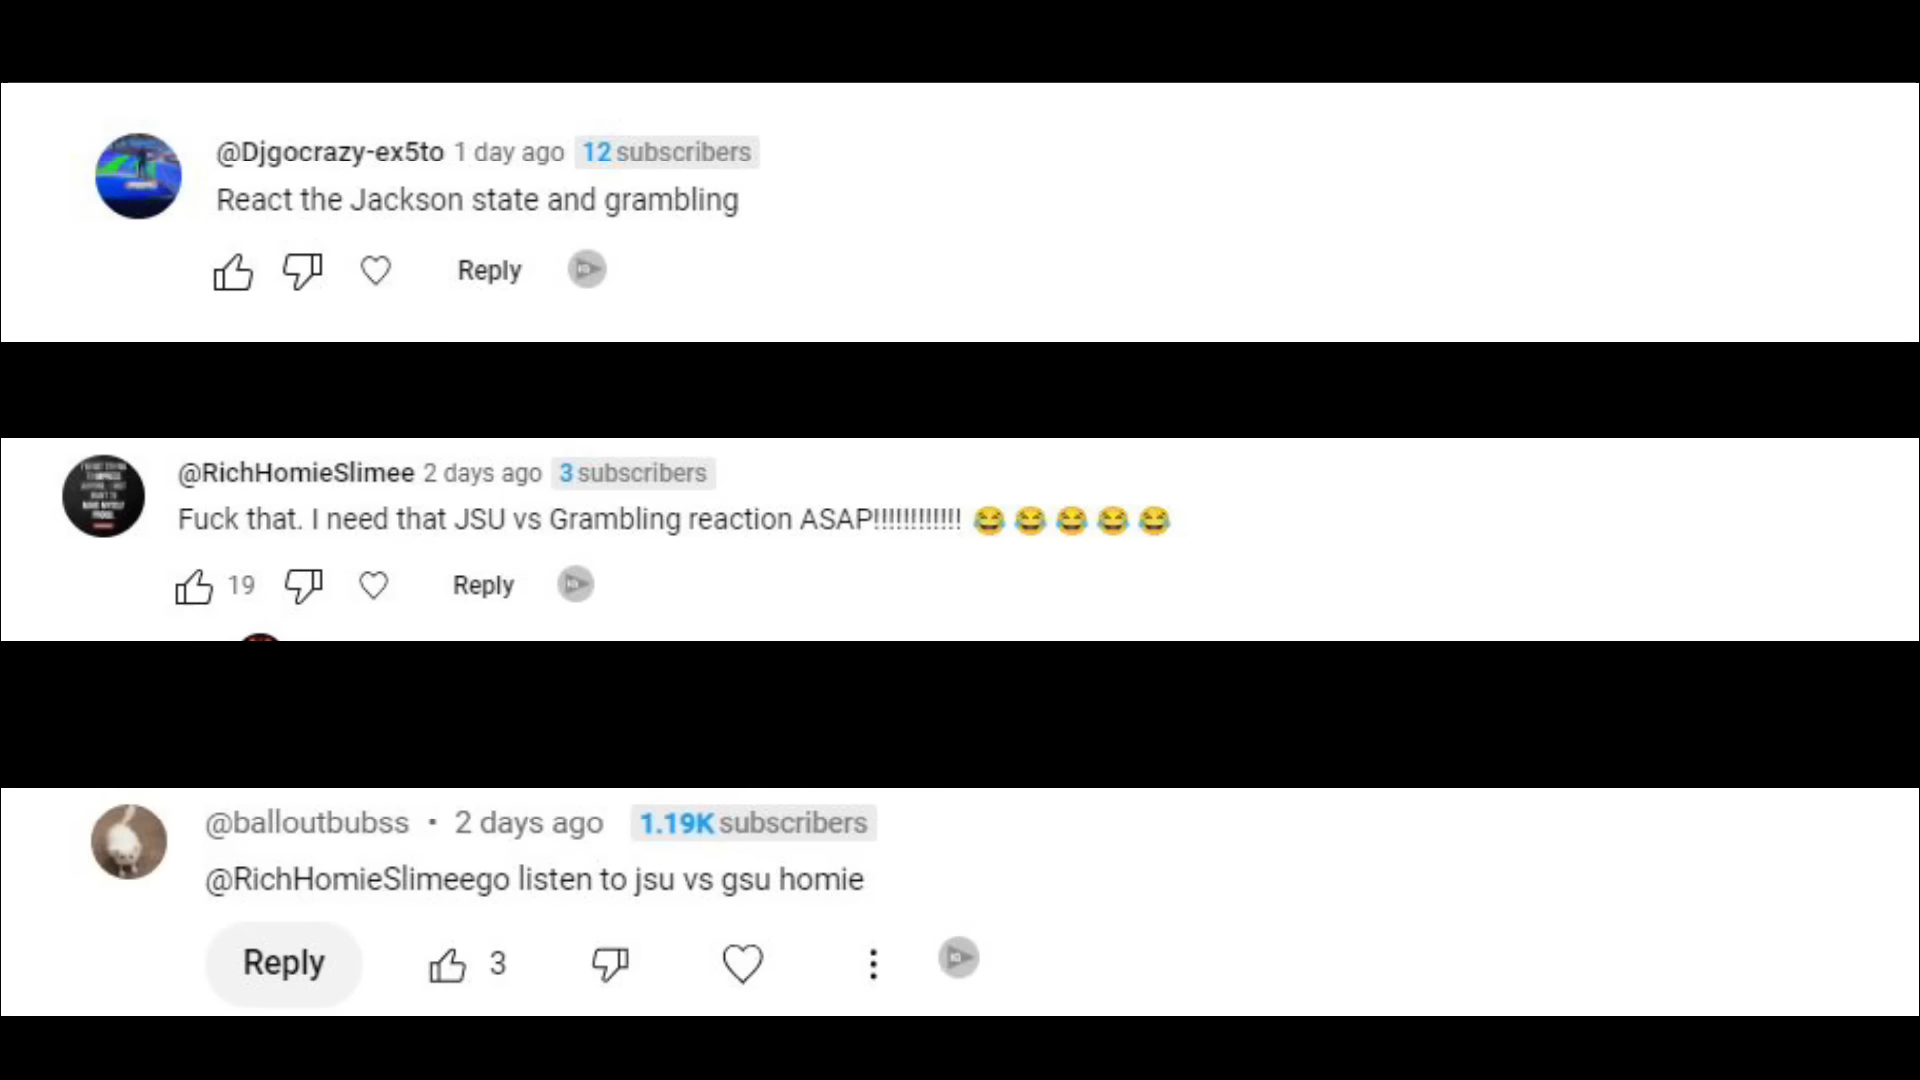 @Djgocrazy-ex5to 1 day ago 12 subscribers
React the Jackson state and grambling
Reply
@RichHomieSlimee 2 days ago 3 subscribers
Fuck that. I need that JSU vs Grambling reaction ASAP!!!!!!!!!!!! 😂😂😂😂😂
19 Reply
@balloutbubss • 2 days ago 1.19K subscribers
@RichHomieSlimeego listen to jsu vs gsu homie
Reply 3